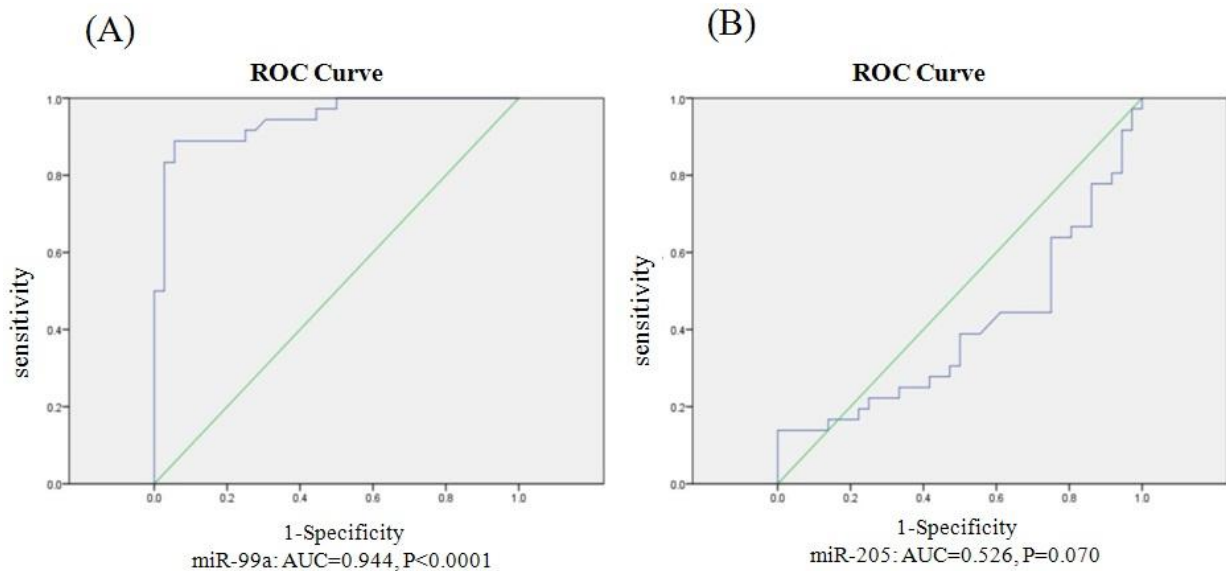 (A)
ROC Curve
1.0
0.8
0.6
0.4
0.2
0.0
sensitivity
0.0 0.2 0.4 0.6 0.8 1.0
1-Specificity
miR-99a: AUC=0.944, P<0.0001
(B)
ROC Curve
1.0
0.8
0.6
0.4
0.2
0.0
sensitivity
0.0 0.2 0.4 0.6 0.8 1.0
1-Specificity
miR-205: AUC=0.526, P=0.070